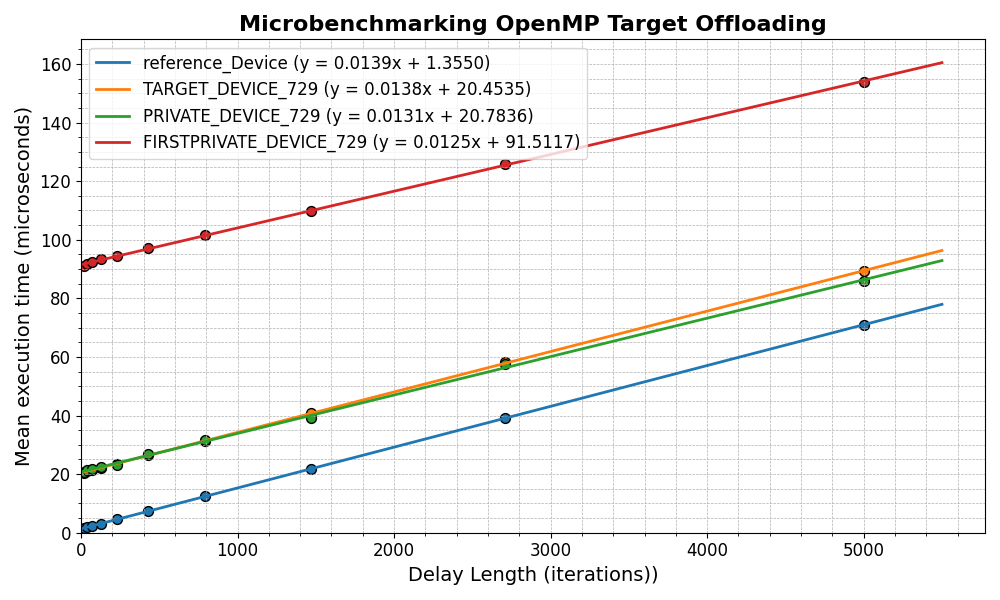 Microbenchmarking OpenMP Target Offloading
reference_Device (y = 0.0139x + 1.3550)
TARGET_DEVICE_729 (y = 0.0138x + 20.4535)
PRIVATE_DEVICE_729 (y = 0.0131x + 20.7836)
FIRSTPRIVATE_DEVICE_729 (y = 0.0125x + 91.5117)
Mean execution time (microseconds)
160
140
120
100
80
60
40
20
0
0 1000 2000 3000 4000 5000
Delay Length (iterations))